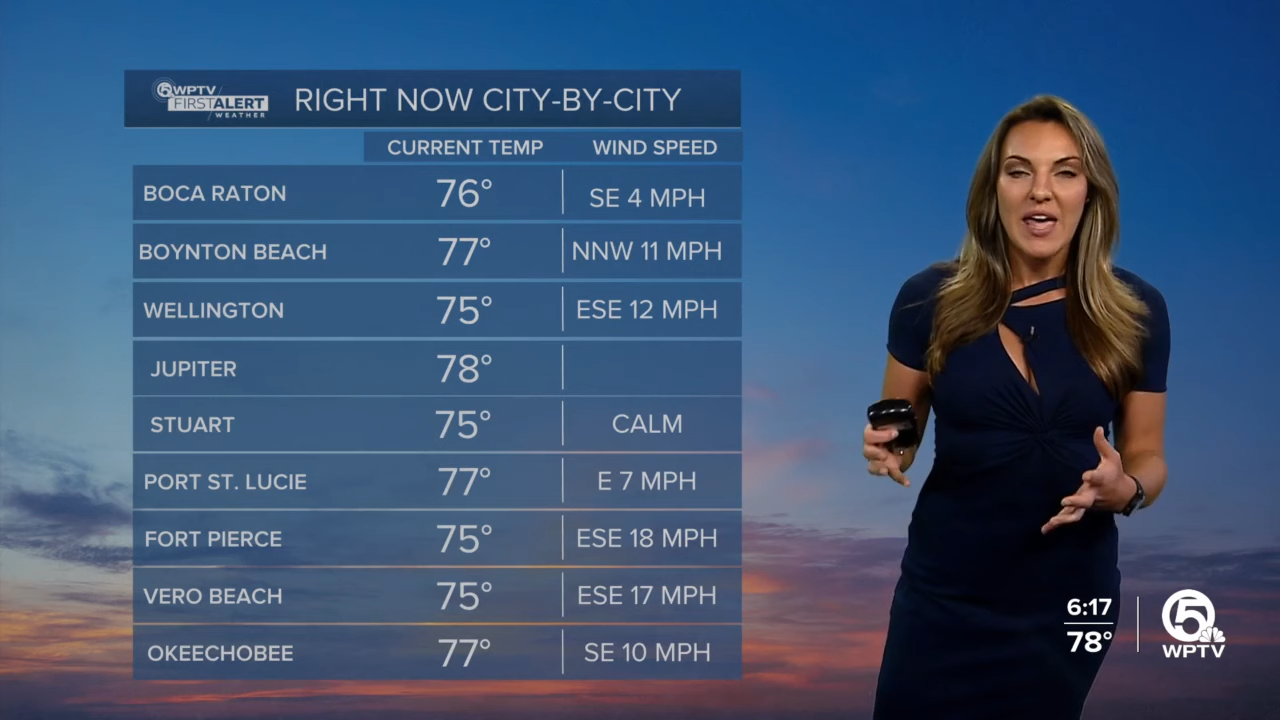 5 WPTV
FIRST ALERT
WEATHER
RIGHT NOW CITY-BY-CITY
CURRENT TEMP WIND SPEED
BOCA RATON 76° SE 4 MPH
BOYNTON BEACH 77° NNW 11 MPH
WELLINGTON 75° ESE 12 MPH
JUPITER 78°
STUART 75° CALM
PORT ST. LUCIE 77° E 7 MPH
FORT PIERCE 75° ESE 18 MPH
VERO BEACH 75° ESE 17 MPH
OKEECHOBEE 77° SE 10 MPH
6:17
78°
5
WPTV